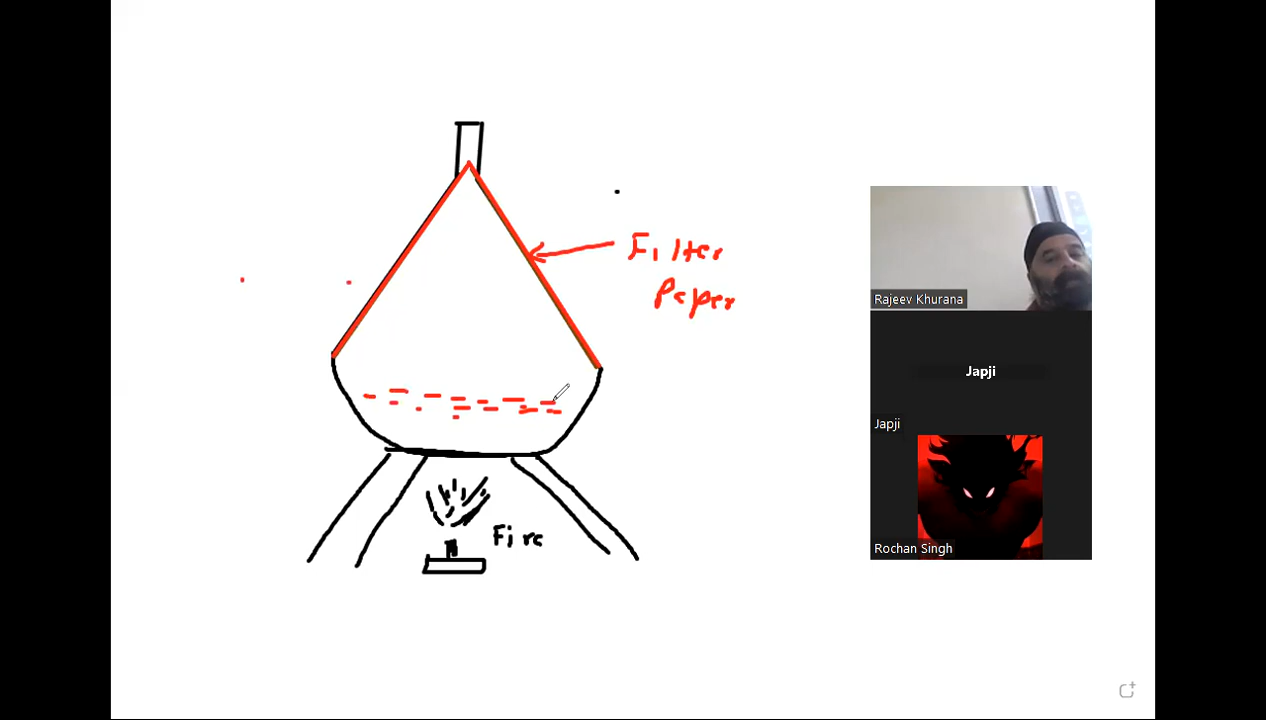 Filter
Paper
Fire
Rajeev Khurana
Japji
Japji
Rochan Singh